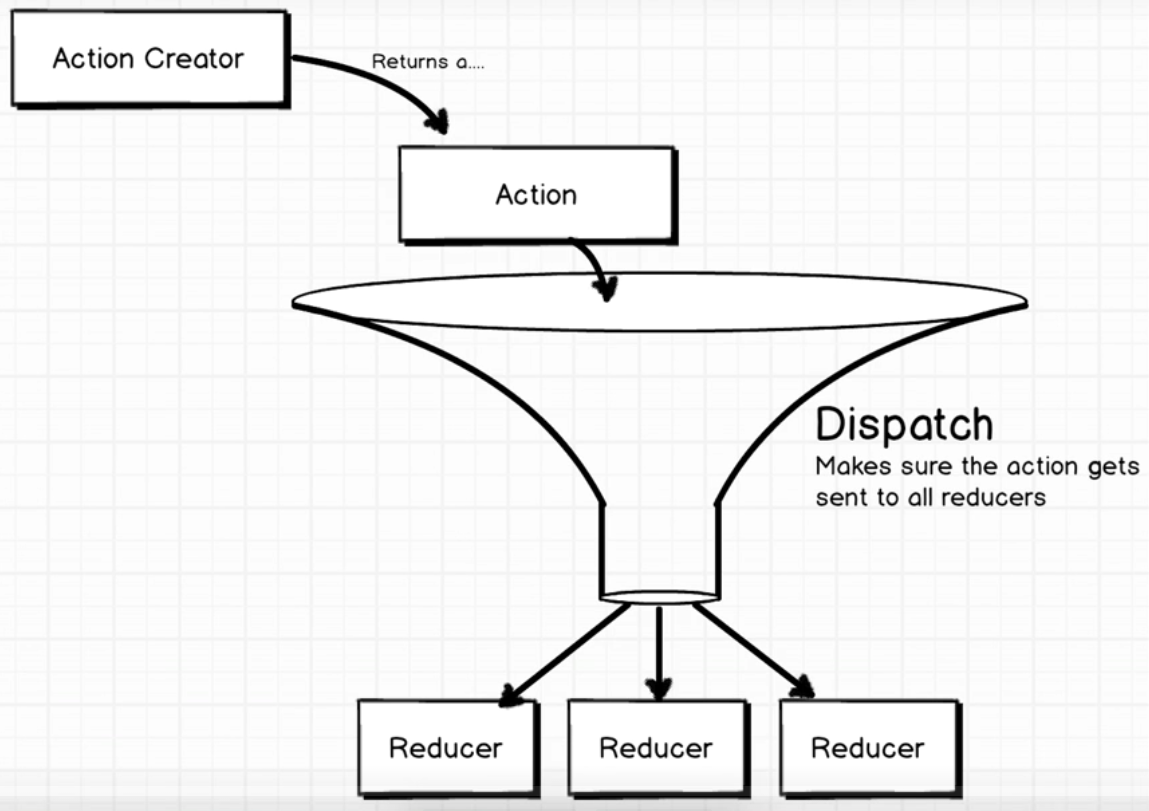 Action Creator
Returns a....
Action
Dispatch
Makes sure the action gets
sent to all reducers
Reducer
Reducer
Reducer